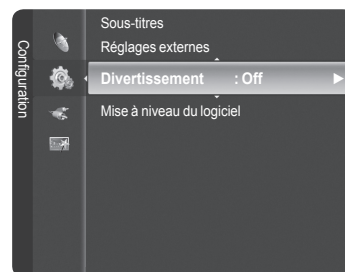 Configuration
Sous-titres
Réglages externes
Divertissement : Off
Mise à niveau du logiciel